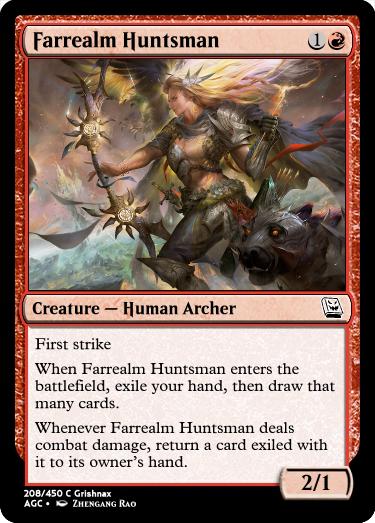 Farrealm Huntsman 1
Creature — Human Archer
First strike
When Farrealm Huntsman enters the
battlefield, exile your hand, then draw that
many cards.
Whenever Farrealm Huntsman deals
combat damage, return a card exiled with
it to its owner's hand.
2/1
208/450 C Grishnax
AGC • Zhengang Rao